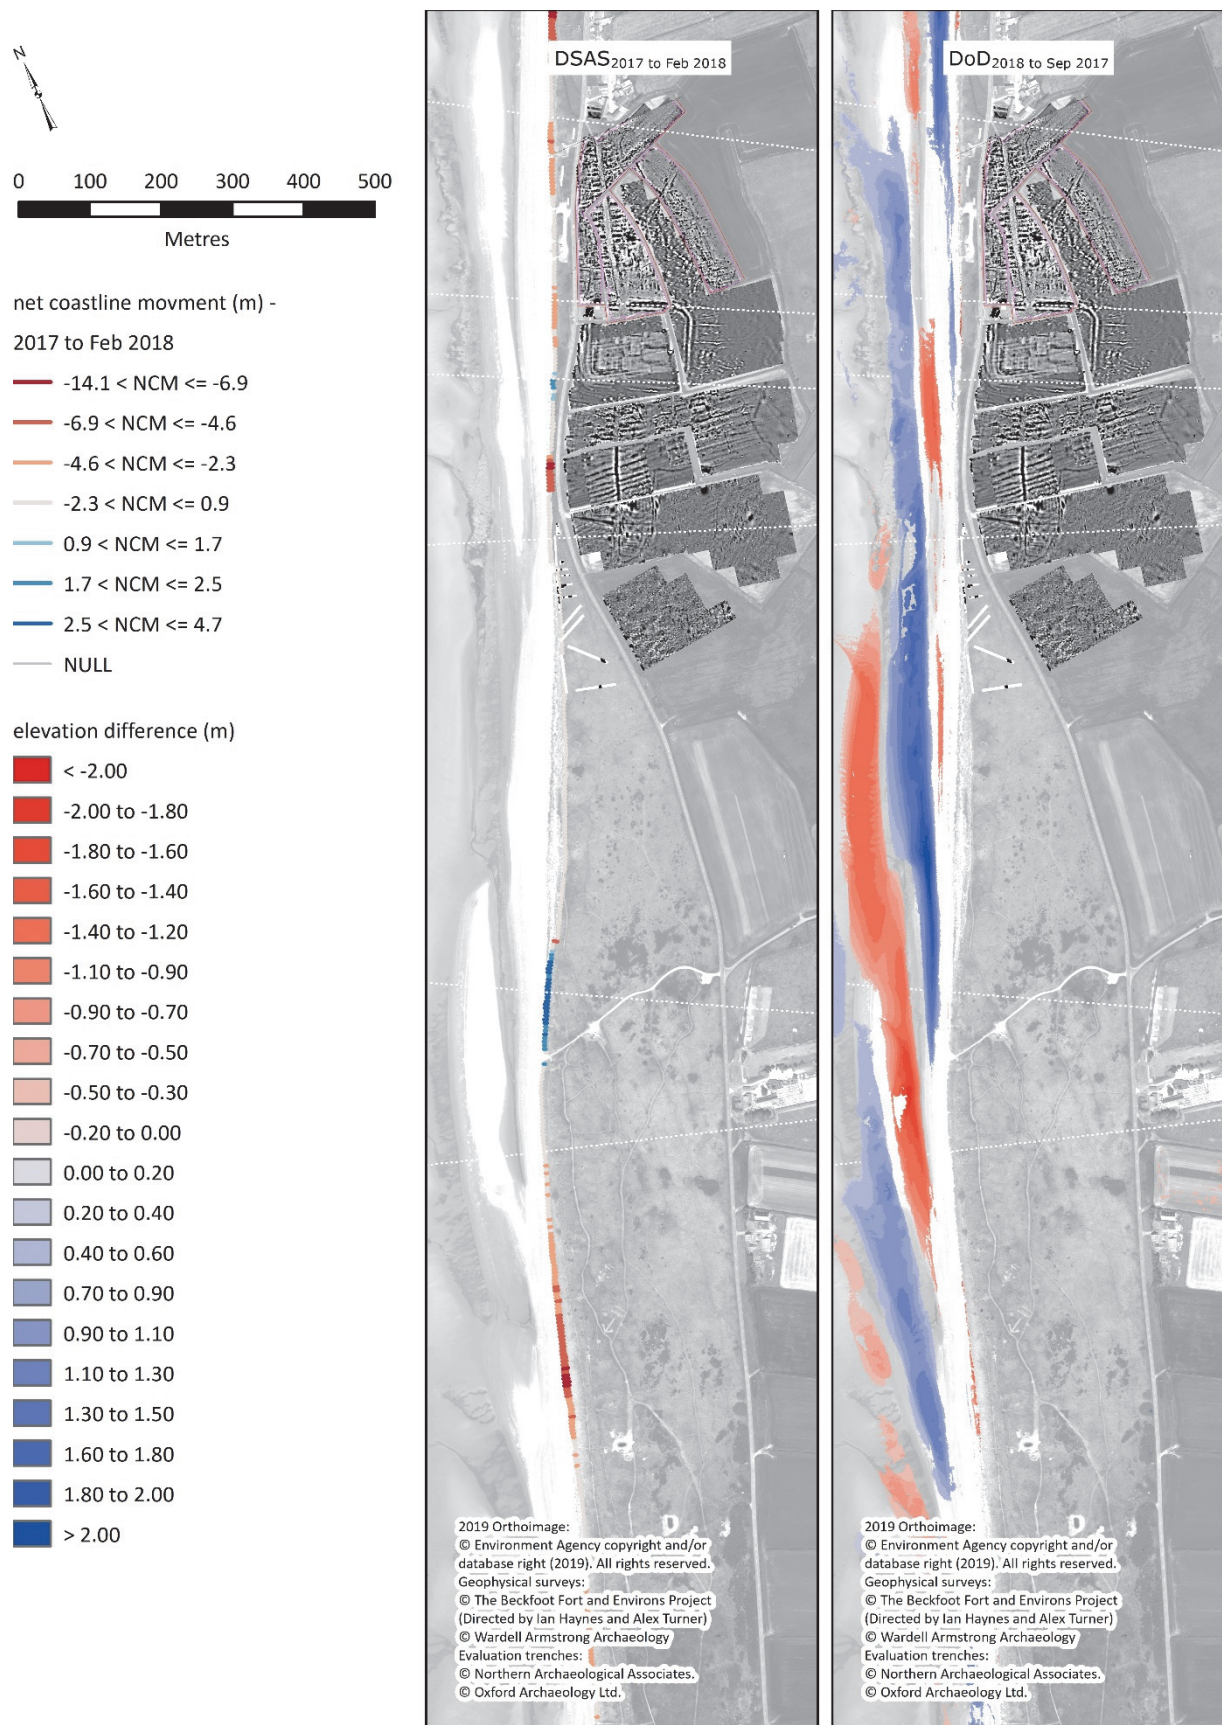 N
0 100 200 300 400 500
Metres
net coastline movment (m) -
2017 to Feb 2018
-14.1 < NCM <= -6.9
-6.9 < NCM <= -4.6
-4.6 < NCM <= -2.3
-2.3 < NCM <= 0.9
0.9 < NCM <= 1.7
1.7 < NCM <= 2.5
2.5 < NCM <= 4.7
NULL
elevation difference (m)
< -2.00
-2.00 to -1.80
-1.80 to -1.60
-1.60 to -1.40
-1.40 to -1.20
-1.10 to -0.90
-0.90 to -0.70
-0.70 to -0.50
-0.50 to -0.30
-0.20 to 0.00
0.00 to 0.20
0.20 to 0.40
0.40 to 0.60
0.70 to 0.90
0.90 to 1.10
1.10 to 1.30
1.30 to 1.50
1.60 to 1.80
1.80 to 2.00
> 2.00
DSAS2017 to Feb 2018
2019 Orthoimage:
© Environment Agency copyright and/or
database right (2019). All rights reserved.
Geophysical surveys:
© The Beckfoot Fort and Environs Project
(Directed by Ian Haynes and Alex Turner)
© Wardell Armstrong Archaeology
Evaluation trenches:
© Northern Archaeological Associates.
© Oxford Archaeology Ltd.
DoD2018 to Sep 2017
2019 Orthoimage:
© Environment Agency copyright and/or
database right (2019). All rights reserved.
Geophysical surveys:
© The Beckfoot Fort and Environs Project
(Directed by Ian Haynes and Alex Turner)
© Wardell Armstrong Archaeology
Evaluation trenches:
© Northern Archaeological Associates.
© Oxford Archaeology Ltd.